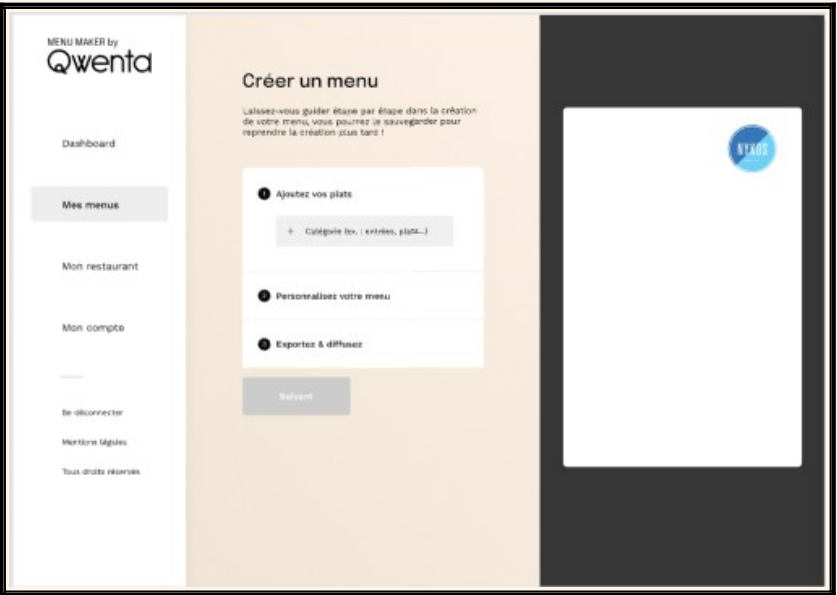 MENU MAKER by
Qwenta
Dashboard
Mes menus
Mon restaurant
Mon compte
Se déconnecter
Mentions légales
Tous droits réservés
Créer un menu
Laissez-vous guider étape par étape dans la création
de votre menu, vous pourrez le sauvegarder pour
reprendre la création plus tard !
1 Ajoutez vos plats
+ Catégorie (ex. : entrées, plats...)
2 Personnalisez votre menu
3 Exportez & diffusez
Suivant
NYKOS